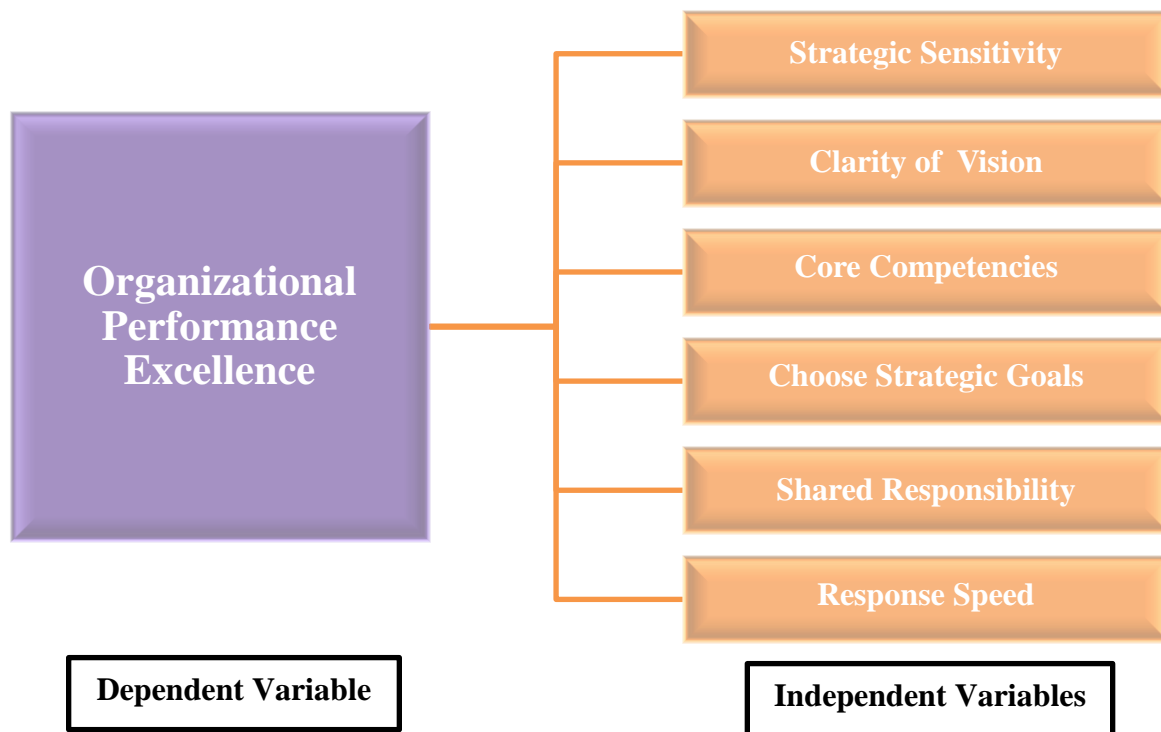 Organizational
Performance
Excellence
Strategic Sensitivity
Clarity of  Vision
Core Competencies
Choose Strategic Goals
Shared Responsibility
Response Speed
Dependent Variable
Independent Variables